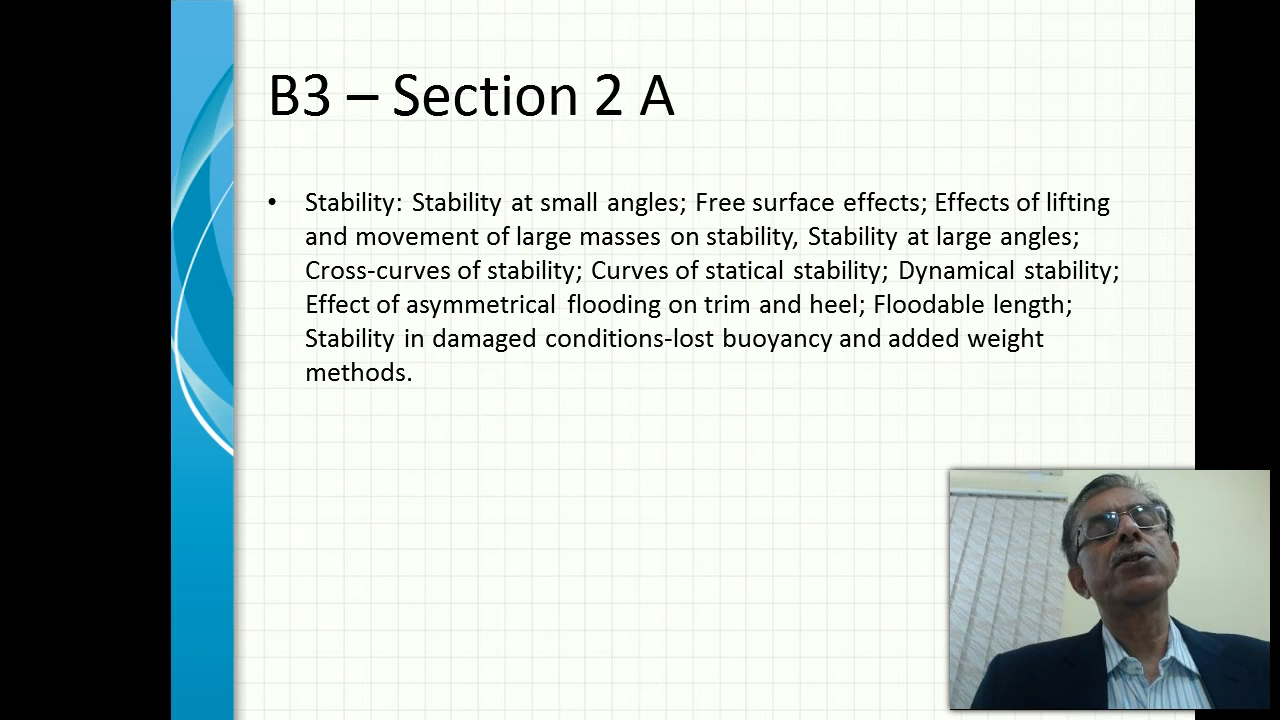 B3 – Section 2 A
• Stability: Stability at small angles; Free surface effects; Effects of lifting
and movement of large masses on stability, Stability at large angles;
Cross-curves of stability; Curves of statical stability; Dynamical stability;
Effect of asymmetrical flooding on trim and heel; Floodable length;
Stability in damaged conditions-lost buoyancy and added weight
methods.